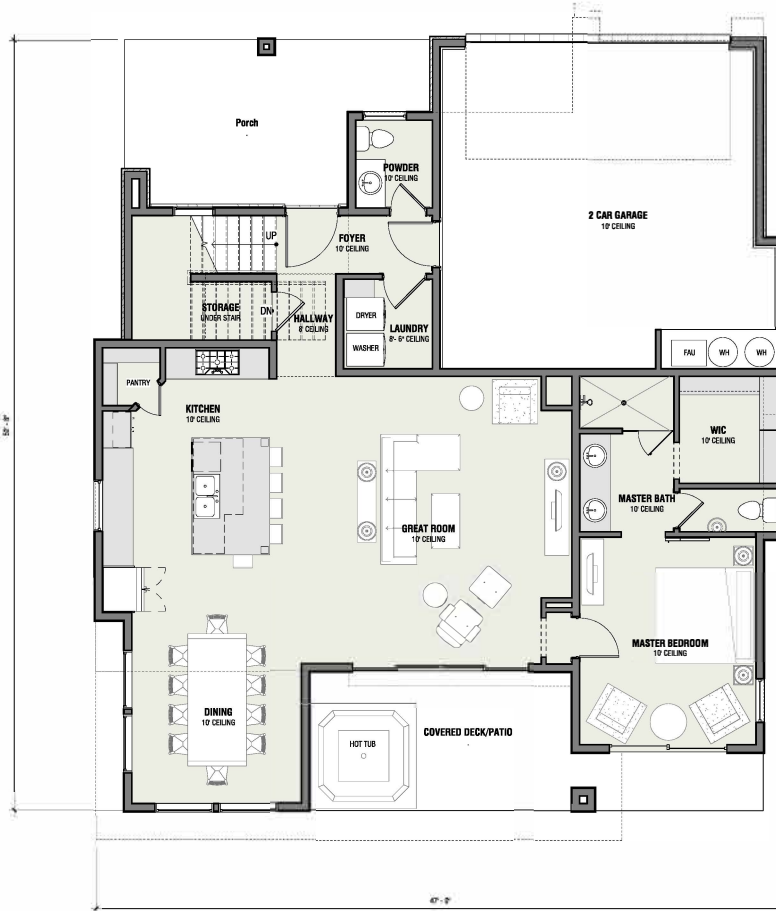 Porch
POWDER
10' CEILING
2 CAR GARAGE
10' CEILING
UP
FOYER
10' CEILING
STORAGE
UNDER STAIR
DN
HALLWAY
8' CEILING
DRYER
WASHER
LAUNDRY
8'- 6" CEILING
FAU
WH
WH
PANTRY
KITCHEN
10' CEILING
WIC
10' CEILING
MASTER BATH
10' CEILING
GREAT ROOM
10' CEILING
MASTER BEDROOM
10' CEILING
DINING
10' CEILING
HOT TUB
COVERED DECK/PATIO